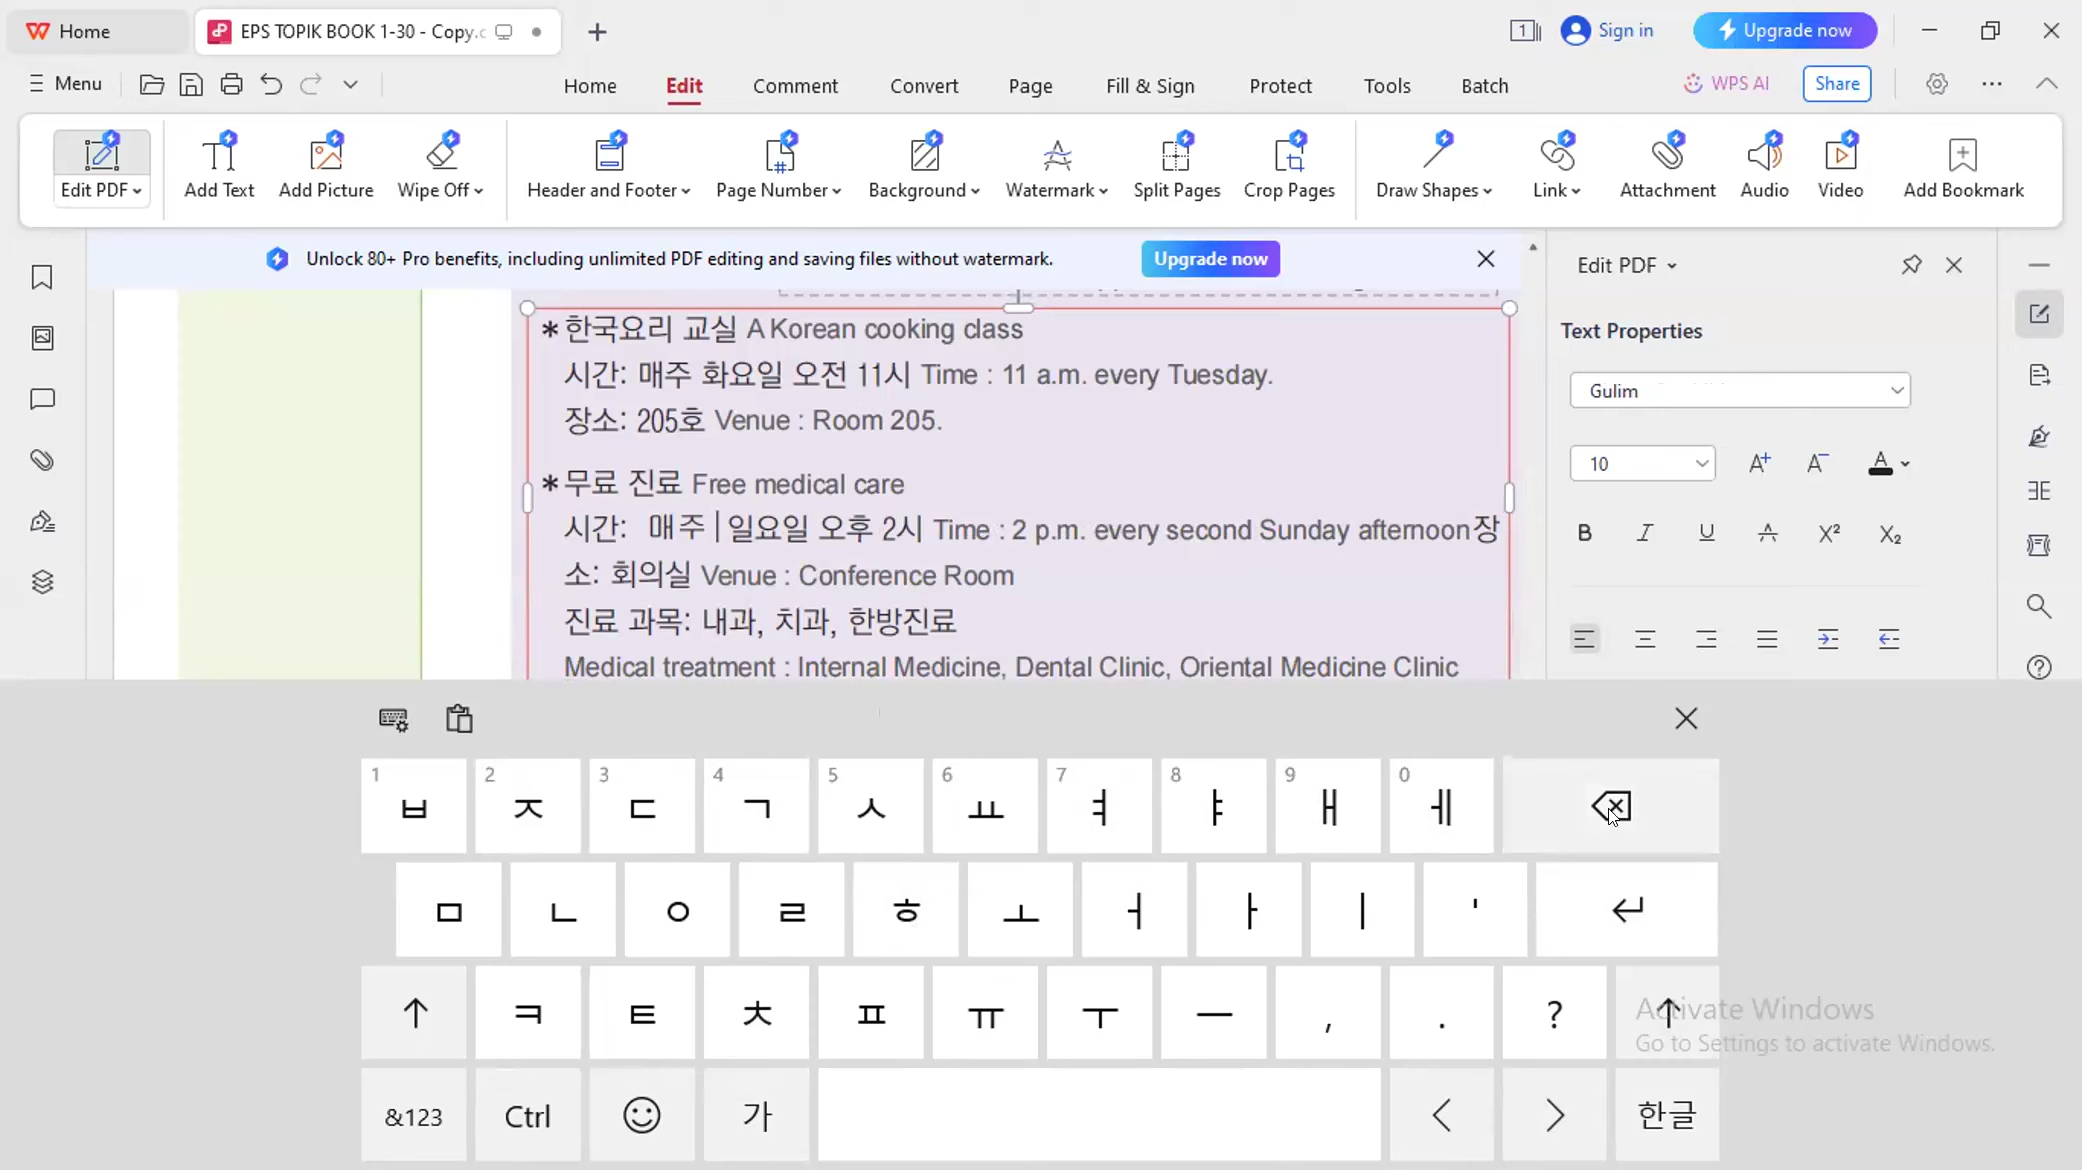 Home
EPS TOPIK BOOK 1-30 - Copy.
+
1
Sign in
Upgrade now
Menu
Home Edit Comment Convert Page Fill & Sign Protect Tools Batch
WPS AI
Share
Edit PDF
Add Text
Add Picture
Wipe Off
Header and Footer
Page Number
Background
Watermark
Split Pages
Crop Pages
Draw Shapes
Link
Attachment
Audio
Video
Add Bookmark
Unlock 80+ Pro benefits, including unlimited PDF editing and saving files without watermark.
Upgrade now
Edit PDF
Text Properties
Gulim
10
A+ A- A
B I U A X² X₂
*한국요리 교실 A Korean cooking class
시간: 매주 화요일 오전 11시 Time : 11 a.m. every Tuesday.
장소: 205호 Venue : Room 205.
*무료 진료 Free medical care
시간: 매주 일요일 오후 2시 Time : 2 p.m. every second Sunday afternoon장
소: 회의실 Venue : Conference Room
진료 과목: 내과, 치과, 한방진료
Medical treatment : Internal Medicine, Dental Clinic, Oriental Medicine Clinic
1 2 3 4 5 6 7 8 9 0
ㅂ ㅈ ㄷ ㄱ ㅅ ㅛ ㅕ ㅑ ㅐ ㅔ
ㅁ ㄴ ㅇ ㄹ ㅎ ㅗ ㅓ ㅏ ㅣ '
ㅋ ㅌ ㅊ ㅍ ㅠ ㅜ ㅡ , . ?
&123 Ctrl 가 한글
Activate Windows
Go to Settings to activate Windows.